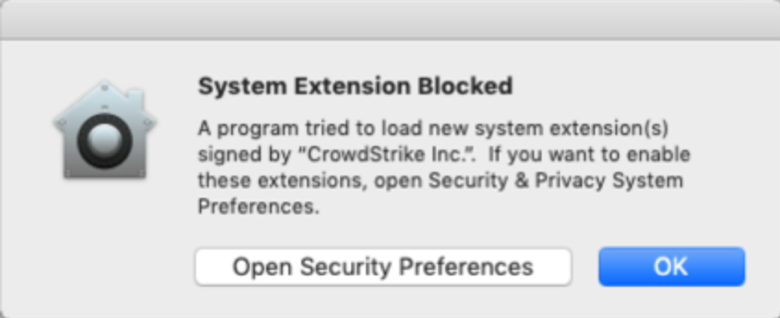 System Extension Blocked
A program tried to load new system extension(s)
signed by “CrowdStrike Inc.”.  If you want to enable
these extensions, open Security & Privacy System
Preferences.
Open Security Preferences
OK